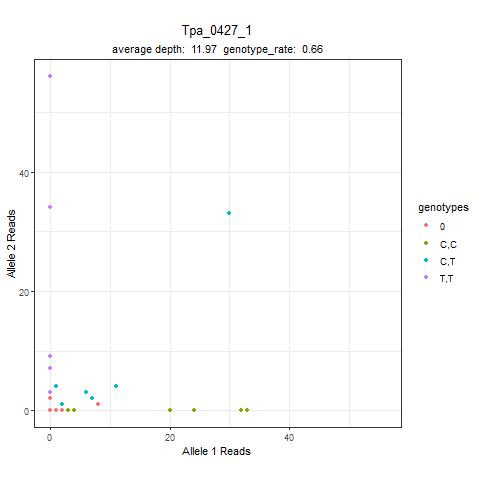 Tpa_0427_1
average depth: 11.97 genotype_rate: 0.66
Allele 2 Reads
40
20
0
0
20
40
Allele 1 Reads
genotypes
0
C,C
C,T
T,T